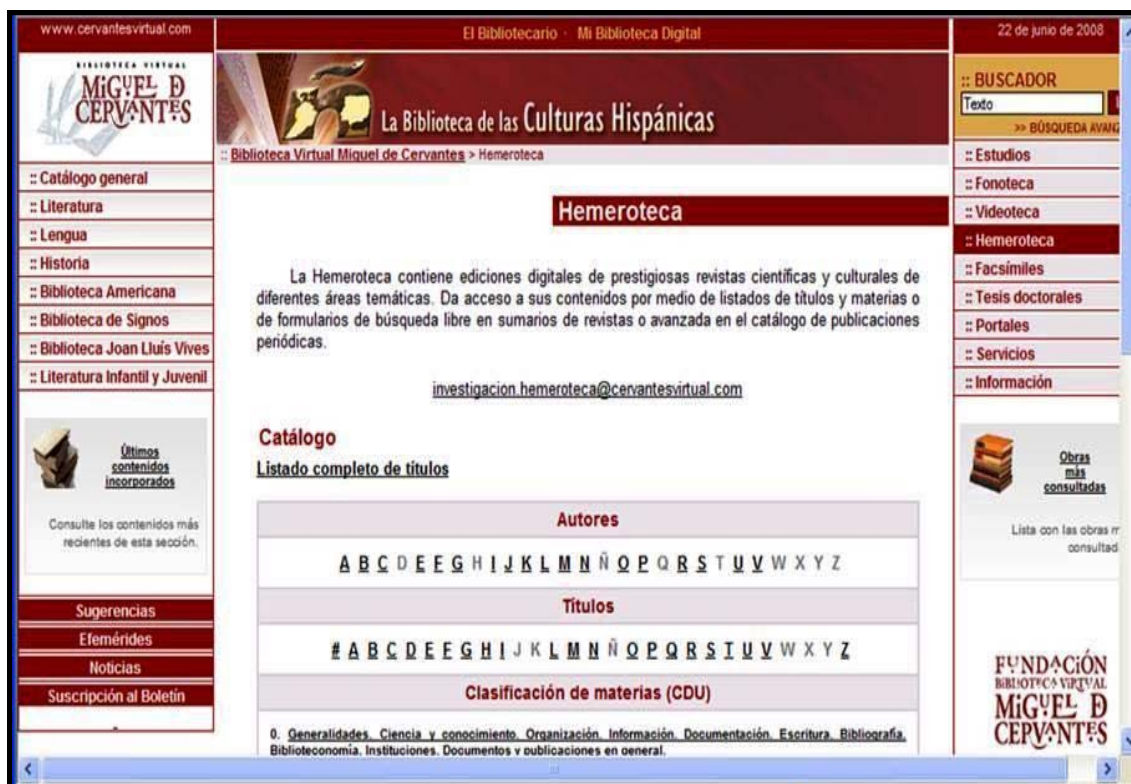 www.cervantesvirtual.com
El Bibliotecario · Mi Biblioteca Digital
22 de junio de 2008
BIBLIOTECA VIRTUAL
MIGUEL D
CERVANTES
La Biblioteca de las Culturas Hispánicas
:: Biblioteca Virtual Miguel de Cervantes > Hemeroteca
:: Catálogo general
:: Literatura
:: Lengua
:: Historia
:: Biblioteca Americana
:: Biblioteca de Signos
:: Biblioteca Joan Lluís Vives
:: Literatura Infantil y Juvenil
Últimos
contenidos
incorporados
Consulte los contenidos más
recientes de esta sección.
Sugerencias
Efemérides
Noticias
Suscripción al Boletín
Hemeroteca
La Hemeroteca contiene ediciones digitales de prestigiosas revistas científicas y culturales de
diferentes áreas temáticas. Da acceso a sus contenidos por medio de listados de títulos y materias o
de formularios de búsqueda libre en sumarios de revistas o avanzada en el catálogo de publicaciones
periódicas.
investigacion.hemeroteca@cervantesvirtual.com
Catálogo
Listado completo de títulos
Autores
A B C D E F G H I J K L M N Ñ O P Q R S T U V W X Y Z
Títulos
# A B C D E F G H I J K L M N Ñ O P Q R S T U V W X Y Z
Clasificación de materias (CDU)
0. Generalidades. Ciencia y conocimiento. Organización. Información. Documentación. Escritura. Bibliografía.
Biblioteconomía. Instituciones. Documentos y publicaciones en general.
:: BUSCADOR
Texto
>> BÚSQUEDA
:: Estudios
:: Fonoteca
:: Videoteca
:: Hemeroteca
:: Facsímiles
:: Tesis doctorales
:: Portales
:: Servicios
:: Información
Obras
más
consultadas
Lista con las obras
FUNDACIÓN
BIBLIOTECA VIRTUAL
MIGUEL D
CERVANTES